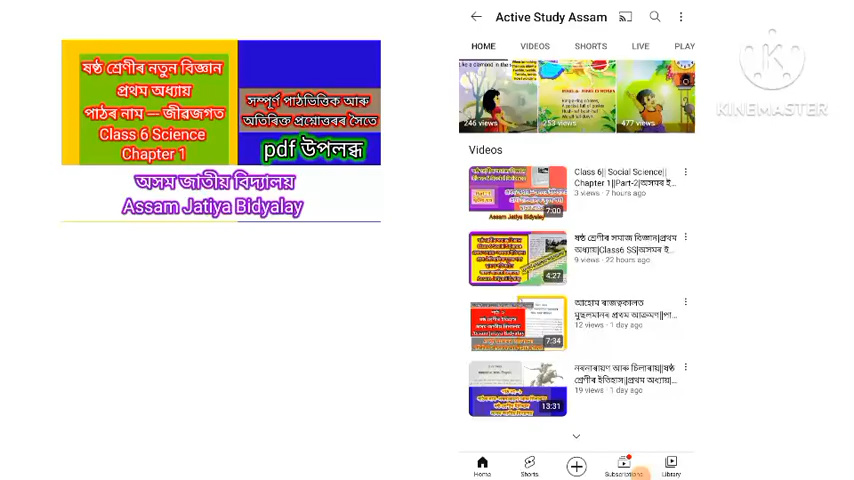 ষষ্ঠ শ্ৰেণীৰ নতুন বিজ্ঞান
প্ৰথম অধ্যায়
পাঠৰ নাম — জীৱজগত
Class 6 Science
Chapter 1
সম্পূৰ্ণ পাঠভিত্তিক আৰু
অতিৰিক্ত প্ৰশ্নোত্তৰৰ সৈতে
pdf উপলব্ধ
অসম জাতীয় বিদ্যালয়
Assam Jatiya Bidyalay
Active Study Assam
HOME VIDEOS SHORTS LIVE PLAY
246 views
253 views
477 views
Videos
Class 6|| Social Science||
Chapter 1||Part-2|অসমৰ ই...
3 views · 7 hours ago
7:00
Assam Jatiya Bidyalay
ষষ্ঠ শ্ৰেণীৰ সমাজ বিজ্ঞান|প্ৰথম
অধ্যায়|Class6 SS|অসমৰ ই...
9 views · 22 hours ago
4:27
আহোম ৰাজত্বকালত
মুছলমানৰ প্ৰথম আক্ৰমণ||পা...
12 views · 1 day ago
7:34
নৰনাৰায়ণ আৰু চিলাৰায়||ষষ্ঠ
শ্ৰেণীৰ ইতিহাস||প্ৰথম অধ্যায়|...
19 views · 1 day ago
13:31
Home Shorts Subscriptions Library
KINEMASTER